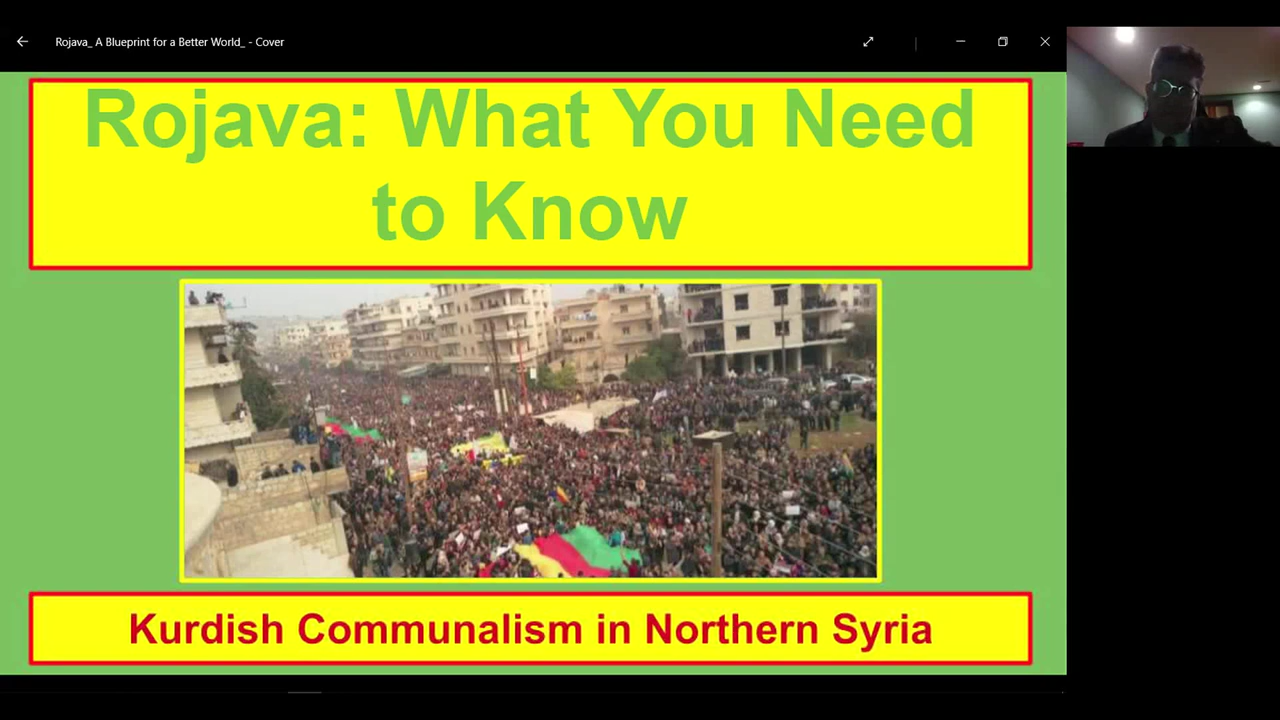 Rojava_ A Blueprint for a Better World_ - Cover
Rojava: What You Need
to Know
Kurdish Communalism in Northern Syria